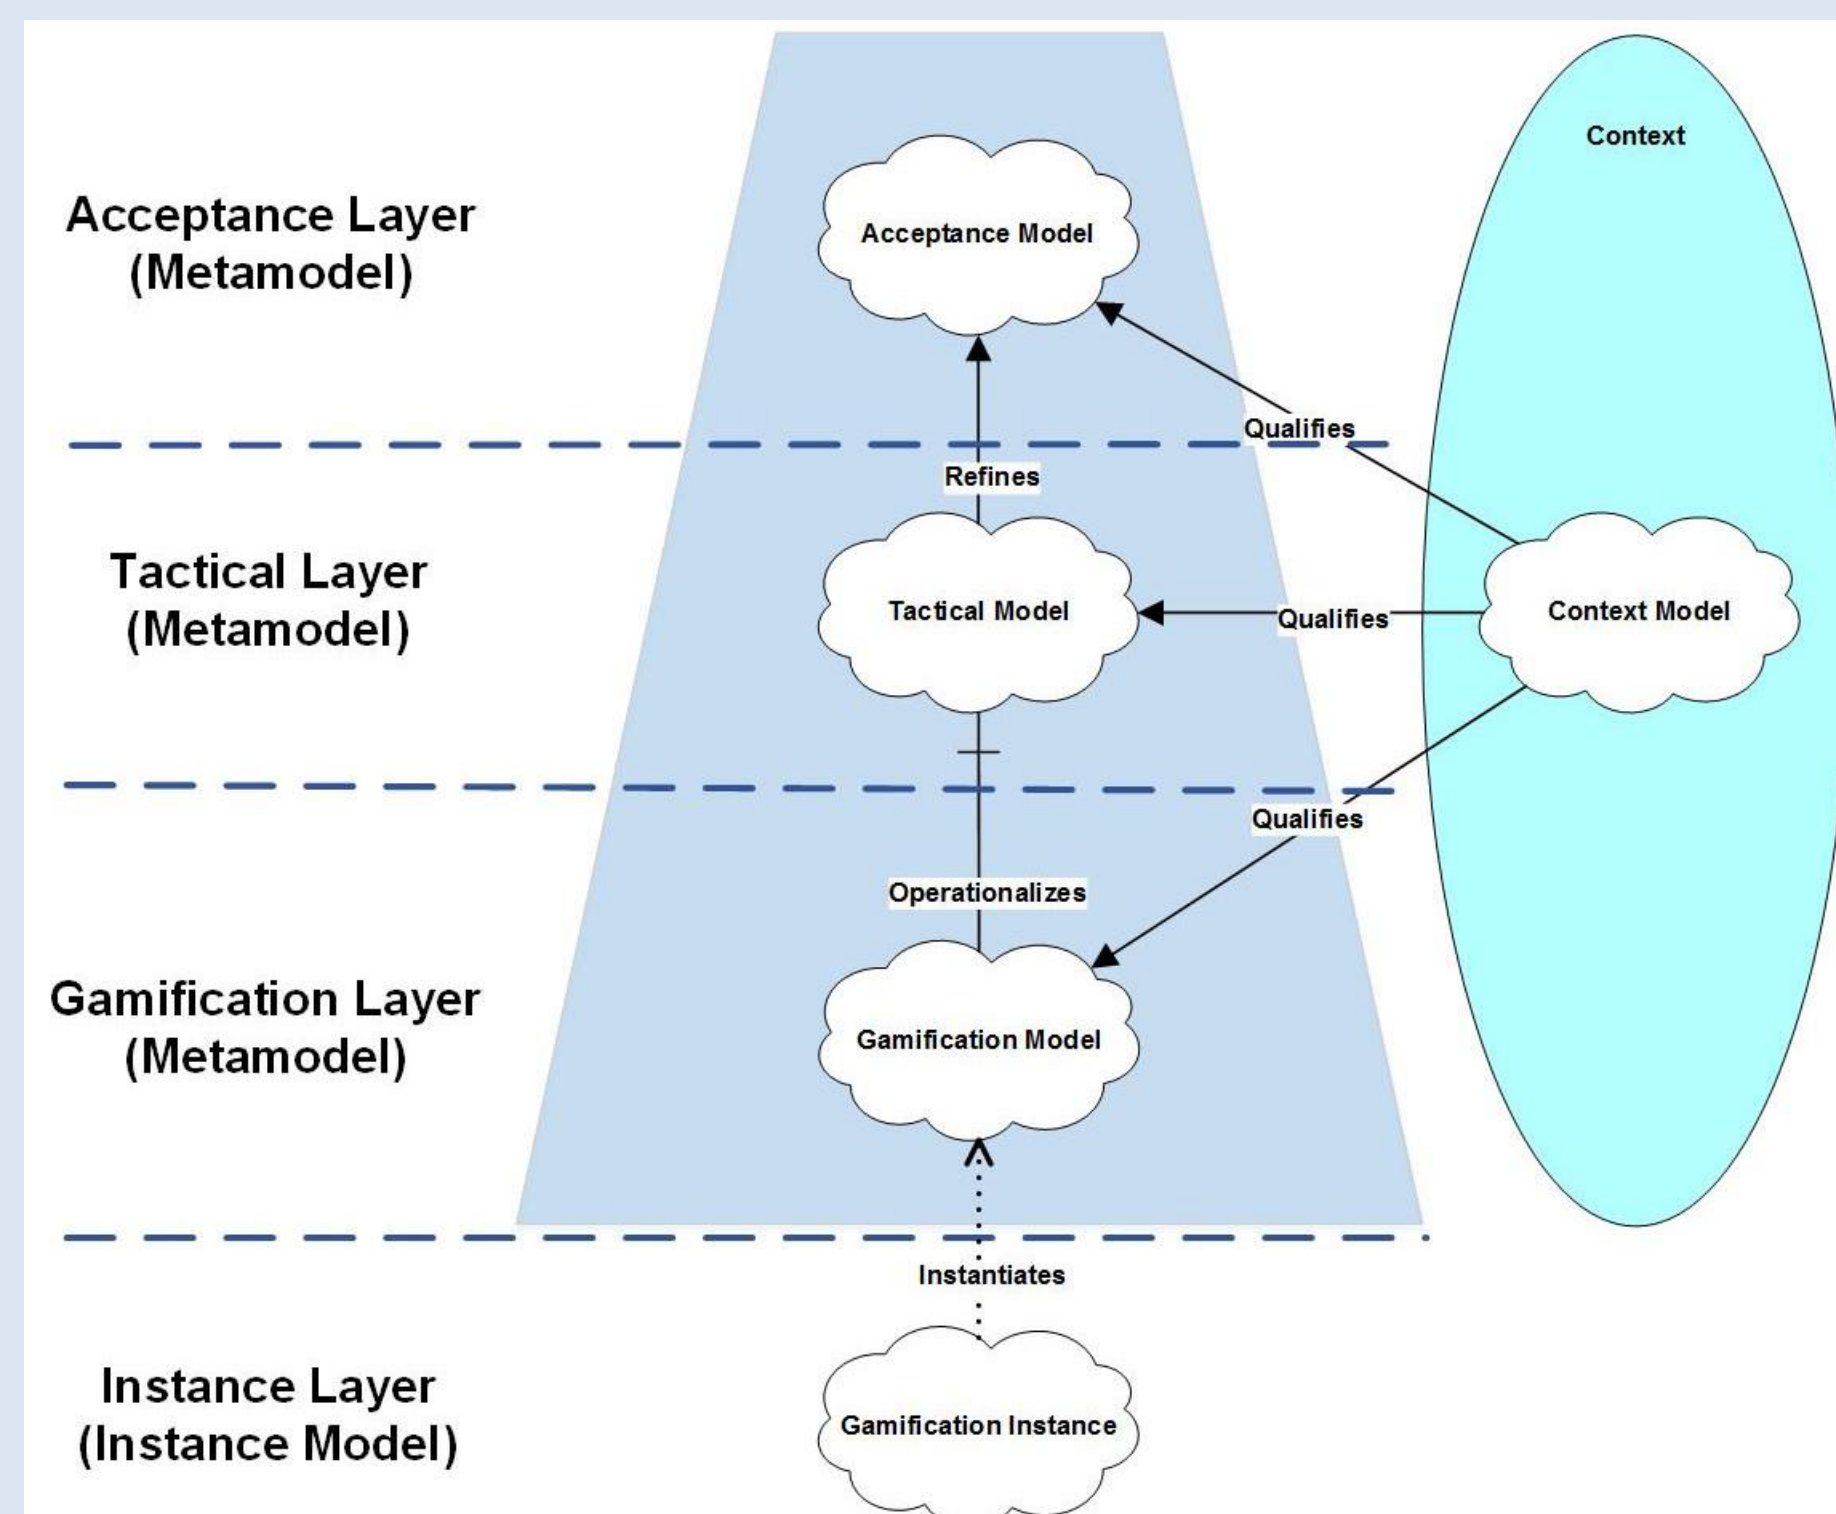 Context
Acceptance Layer
(Metamodel)
Acceptance Model
Qualifies
Refines
Tactical Layer
(Metamodel)
Tactical Model
Qualifies
Context Model
Qualifies
Operationalizes
Gamification Layer
(Metamodel)
Gamification Model
Instantiates
Instance Layer
(Instance Model)
Gamification Instance